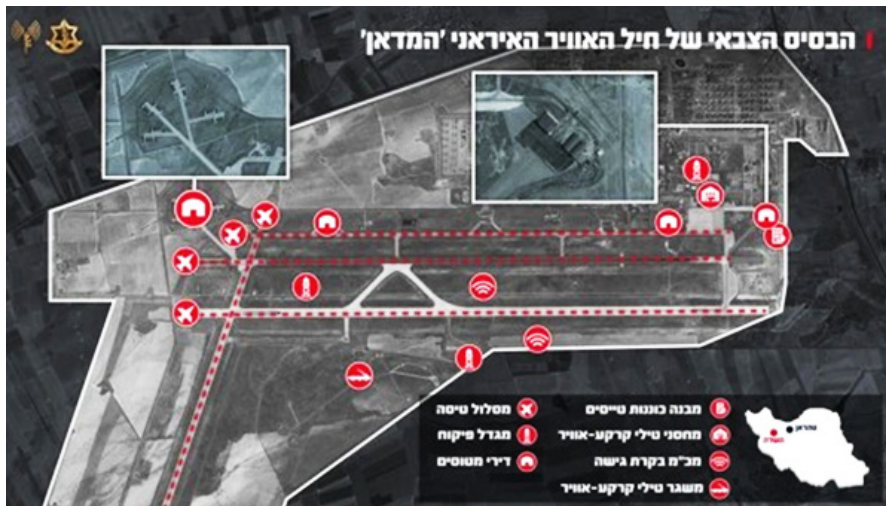 הבסיס הצבאי של חיל האוויר האיראני 'המדאן'
מבנה כוננות טייסים
מחסני טילי קרקע-אוויר
מכ"מ בקרת גישה
משגר טילי קרקע-אוויר
מסלול טיסה
מגדל פיקוח
דירי מטוסים
טהראן